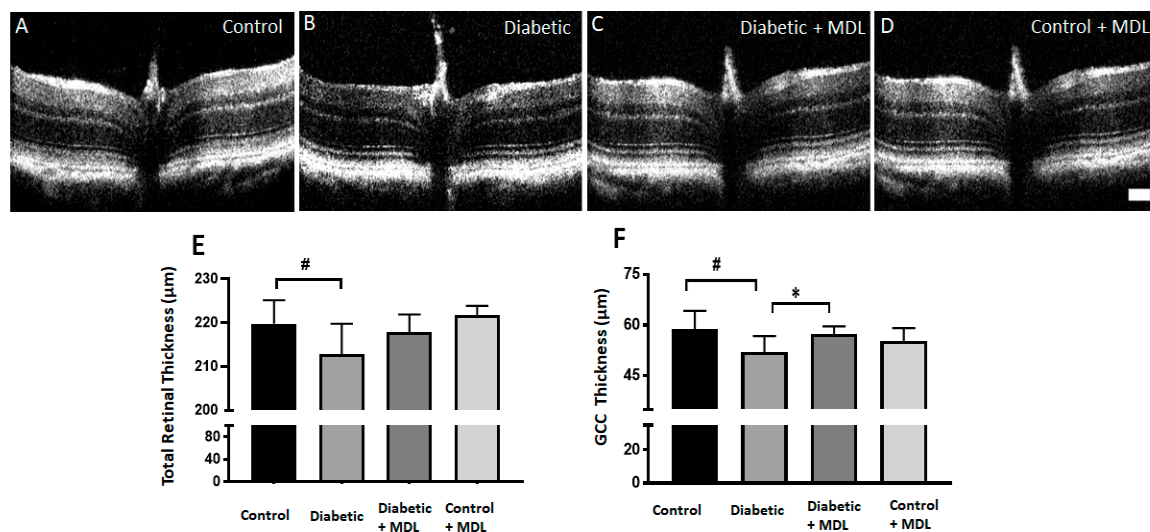 A Control
B Diabetic
C Diabetic + MDL
D Control + MDL
E
#
Total Retinal Thickness (µm)
230
220
210
200
80
40
0
Control
Diabetic
Diabetic
+ MDL
Control
+ MDL
F
#
*
GCC Thickness (µm)
75
60
45
20
0
Control
Diabetic
Diabetic
+ MDL
Control
+ MDL